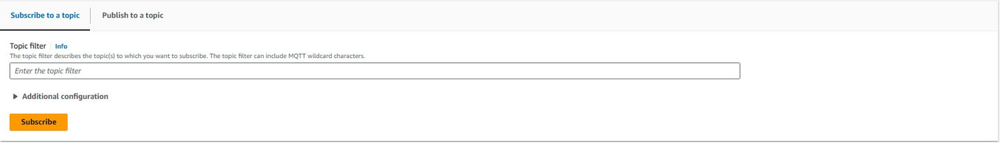 Subscribe to a topic
Publish to a topic
Topic filter Info
The topic filter describes the topic(s) to which you want to subscribe. The topic filter can include MQTT wildcard characters.
Enter the topic filter
Additional configuration
Subscribe